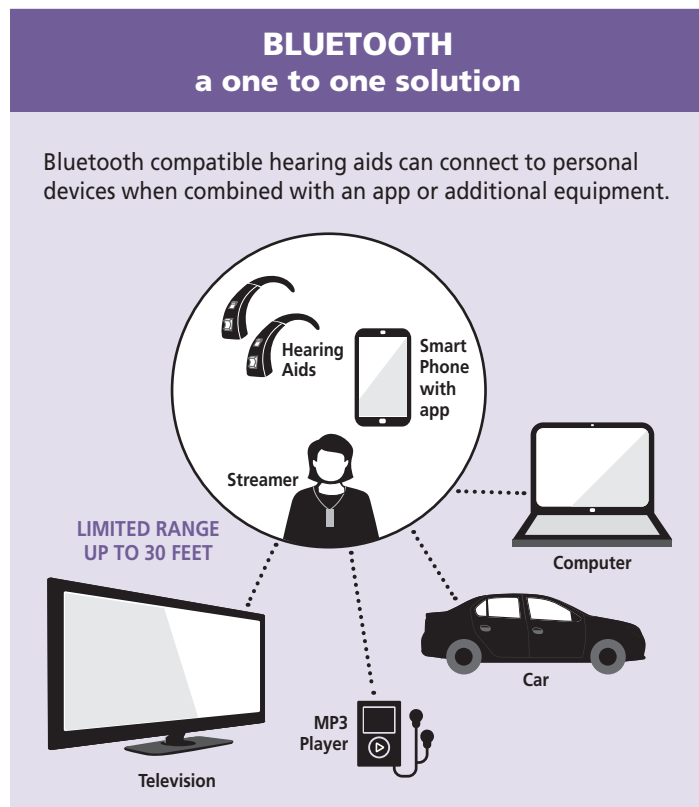 BLUETOOTH
a one to one solution
Bluetooth compatible hearing aids can connect to personal
devices when combined with an app or additional equipment.
Hearing
Aids
Smart
Phone
with
app
Streamer
LIMITED RANGE
UP TO 30 FEET
Computer
Car
MP3
Player
Television